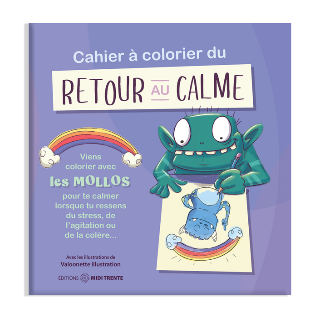 Cahier à colorier du
RETOUR AU CALME
Viens
colorier avec
les MOLLOS
pour te calmer
lorsque tu ressens
du stress, de
l'agitation ou
de la colère...
Avec les illustrations de
Valoonette illustration
EDITIONS MIDI TRENTE